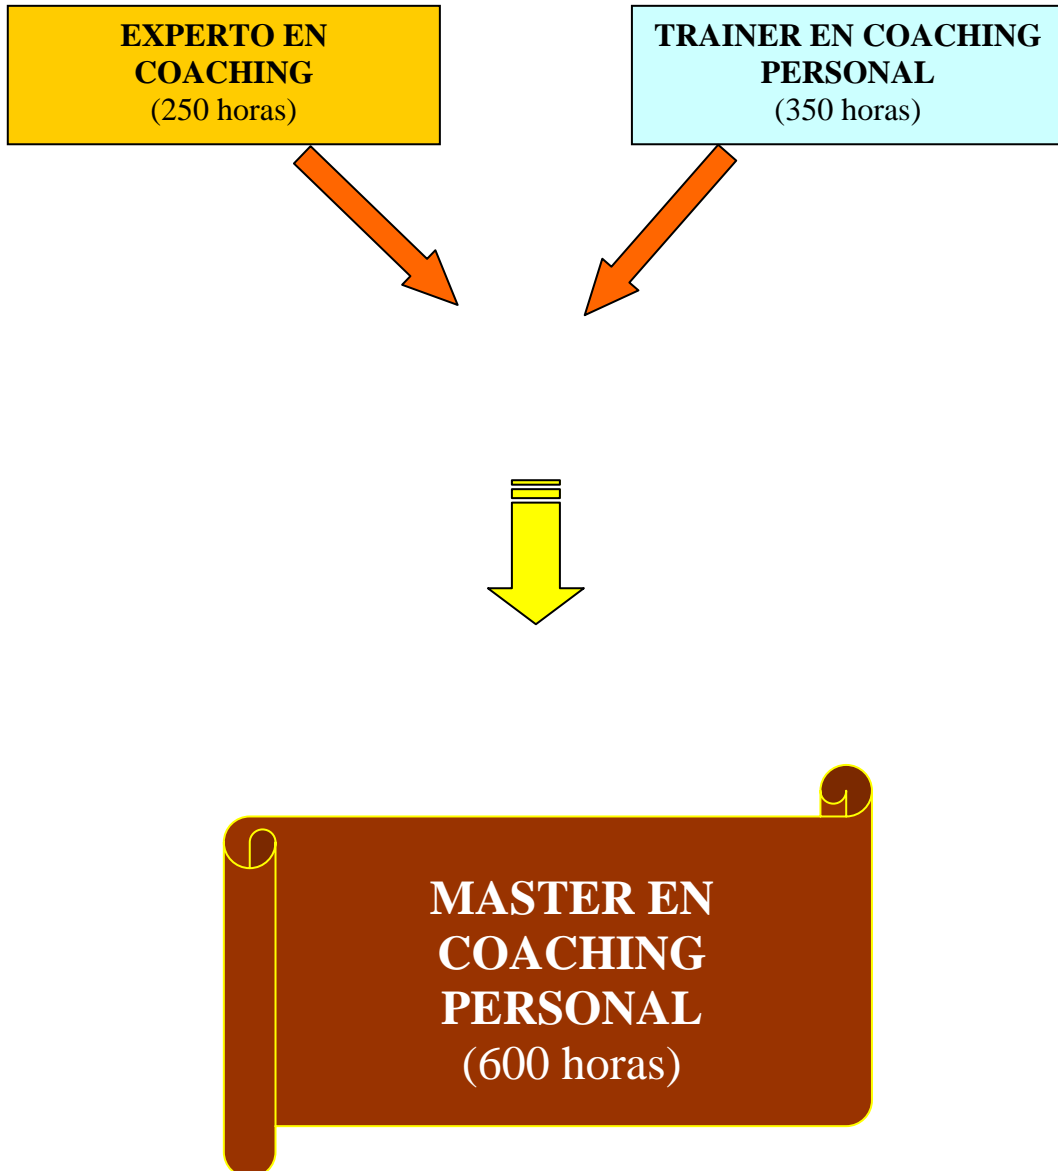 EXPERTO EN
COACHING
(250 horas)
TRAINER EN COACHING
PERSONAL
(350 horas)
MASTER EN
COACHING
PERSONAL
(600 horas)